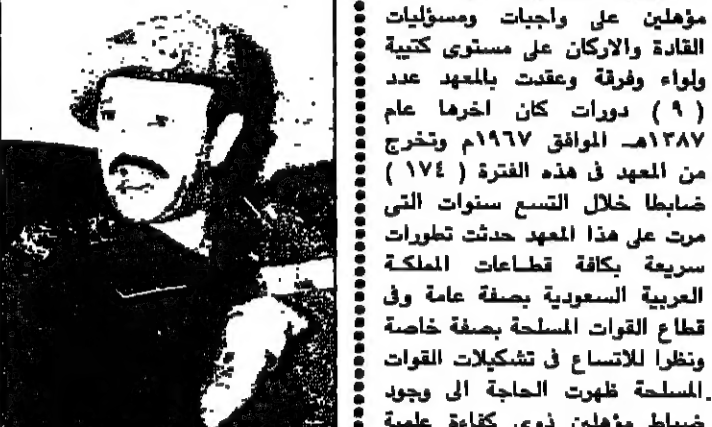 مؤهلين على واجبات ومسؤليات
القادة والاركان على مستوى كتيبة
ولواء وفرقة وعقدت بالمعهد عدد
( ٩ ) دورات كان اخرها عام
١٣٨٧هـ الموافق ١٩٦٧م وتخرج
من المعهد فى هذه الفترة ( ١٧٤ )
ضابطا خلال التسع سنوات التى
مرت على هذا المعهد حدثت تطورات
سريعة بكافة قطاعات المملكة
العربية السعودية بصفة عامة وفى
قطاع القوات المسلحة بصفة خاصة
ونظرا للاتساع فى تشكيلات القوات
المسلحة ظهرت الحاجة الى وجود
ضباط مؤهلين ذوى كفاءة علمية